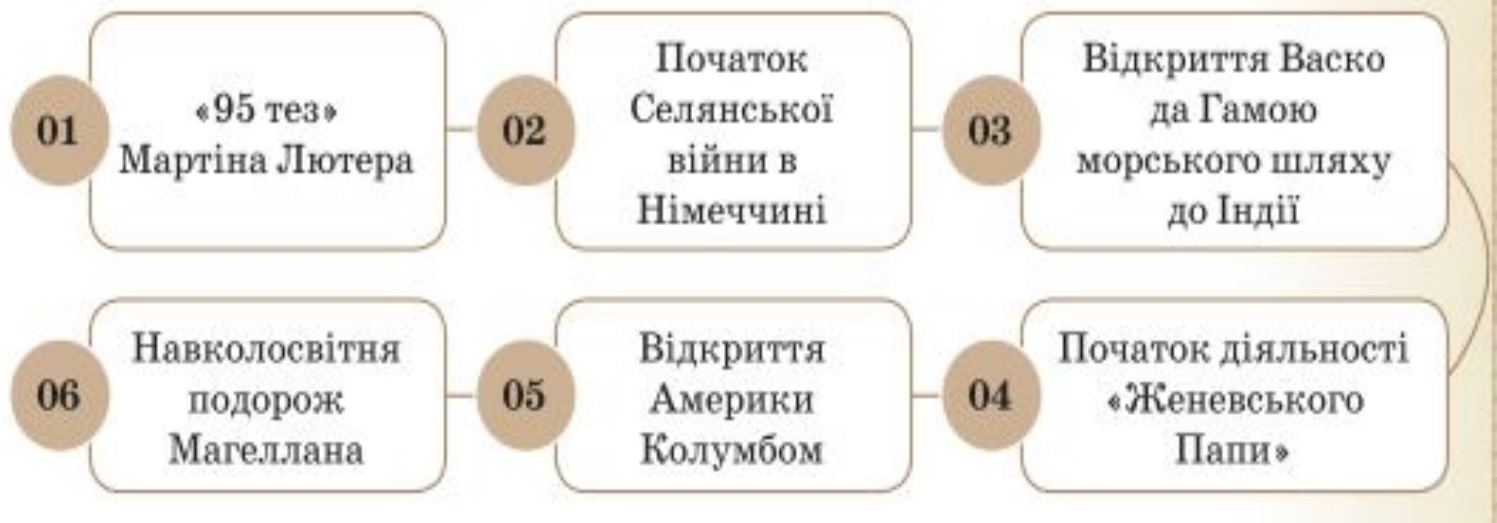 01
«95 тез»
Мартіна Лютера
02
Початок
Селянської
війни в
Німеччині
03
Відкриття Васко
да Гамою
морського шляху
до Індії
04
Початок діяльності
«Женевського
Папи»
05
Відкриття
Америки
Колумбом
06
Навколосвітня
подорож
Магеллана